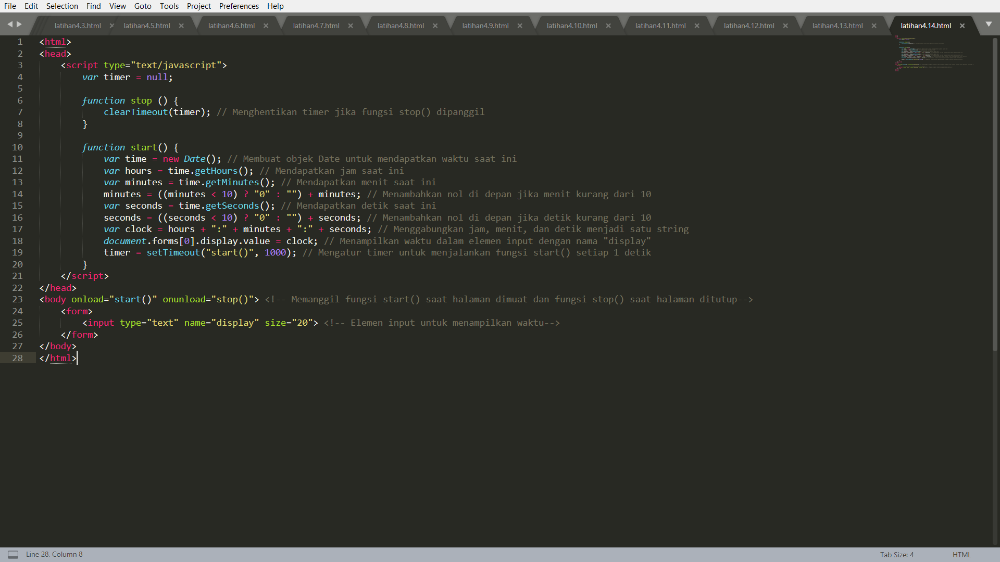 File Edit Selection Find View Goto Tools Project Preferences Help
latihan4.3.html latihan4.5.html latihan4.6.html latihan4.7.html latihan4.8.html latihan4.9.html latihan4.10.html latihan4.11.html latihan4.12.html latihan4.13.html latihan4.14.html
1 <html>
2 <head>
3     <script type="text/javascript">
4         var timer = null;
5
6         function stop () {
7             clearTimeout(timer); // Menghentikan timer jika fungsi stop() dipanggil
8         }
9
10         function start() {
11             var time = new Date(); // Membuat objek Date untuk mendapatkan waktu saat ini
12             var hours = time.getHours(); // Mendapatkan jam saat ini
13             var minutes = time.getMinutes(); // Mendapatkan menit saat ini
14             minutes = ((minutes < 10) ? "0" : "") + minutes; // Menambahkan nol di depan jika menit kurang dari 10
15             var seconds = time.getSeconds(); // Mendapatkan detik saat ini
16             seconds = ((seconds < 10) ? "0" : "") + seconds; // Menambahkan nol di depan jika detik kurang dari 10
17             var clock = hours + ":" + minutes + ":" + seconds; // Menggabungkan jam, menit, dan detik menjadi satu string
18             document.forms[0].display.value = clock; // Menampilkan waktu dalam elemen input dengan nama "display"
19             timer = setTimeout("start()", 1000); // Mengatur timer untuk menjalankan fungsi start() setiap 1 detik
20         }
21     </script>
22 </head>
23 <body onload="start()" onunload="stop()"> <!-- Memanggil fungsi start() saat halaman dimuat dan fungsi stop() saat halaman ditutup-->
24     <form>
25         <input type="text" name="display" size="20"> <!-- Elemen input untuk menampilkan waktu-->
26     </form>
27 </body>
28 </html>
Line 28, Column 8 Tab Size: 4 HTML